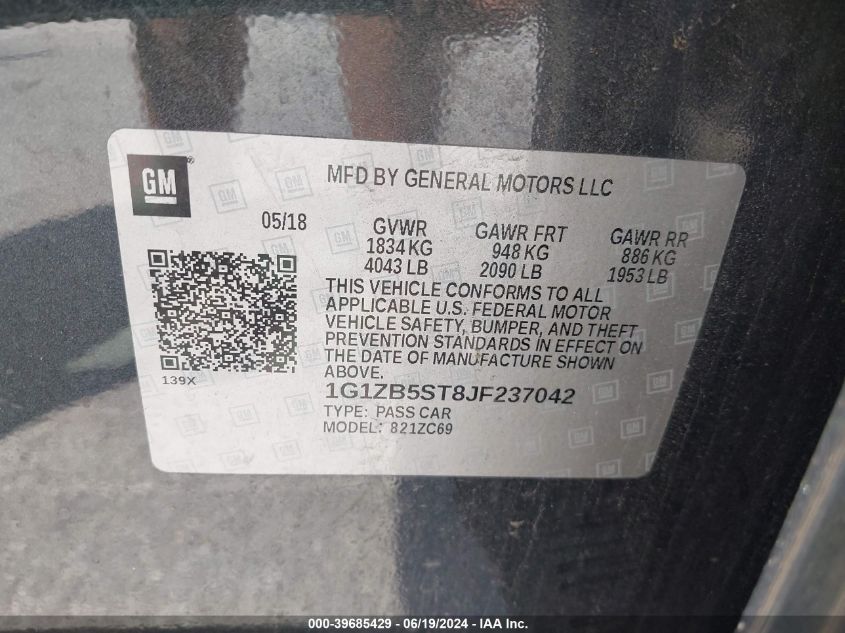 GM®
MFD BY GENERAL MOTORS LLC
05/18
GVWR GAWR FRT GAWR RR
1834 KG 948 KG 886 KG
4043 LB 2090 LB 1953 LB
THIS VEHICLE CONFORMS TO ALL
APPLICABLE U.S. FEDERAL MOTOR
VEHICLE SAFETY, BUMPER, AND THEFT
PREVENTION STANDARDS IN EFFECT ON
THE DATE OF MANUFACTURE SHOWN
ABOVE.
139X
1G1ZB5ST8JF237042
TYPE: PASS CAR
MODEL: 821ZC69
000-39685429 - 06/19/2024 - IAA Inc.